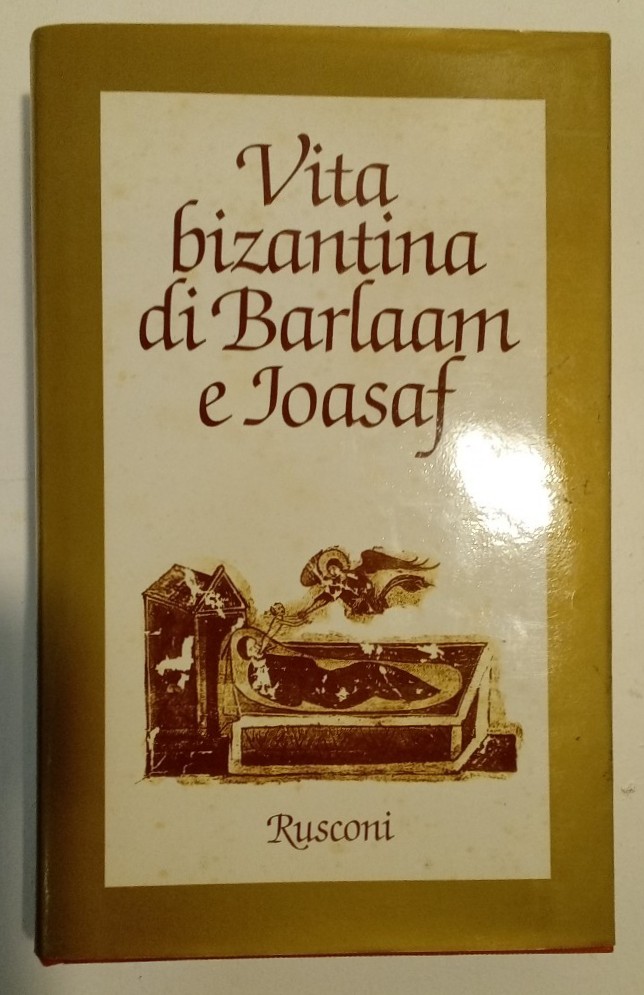 Vita
bizantina
di Barlaam
e Ioasaf
Rusconi